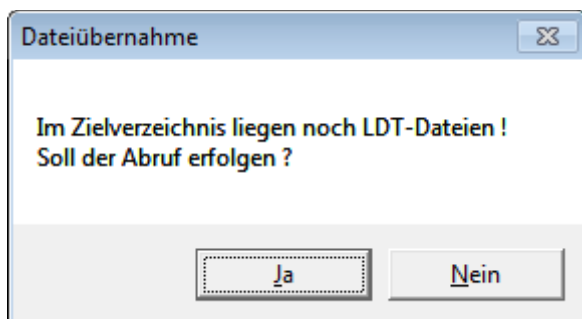 Dateiübernahme
Im Zielverzeichnis liegen noch LDT-Dateien !
Soll der Abruf erfolgen ?
Ja
Nein